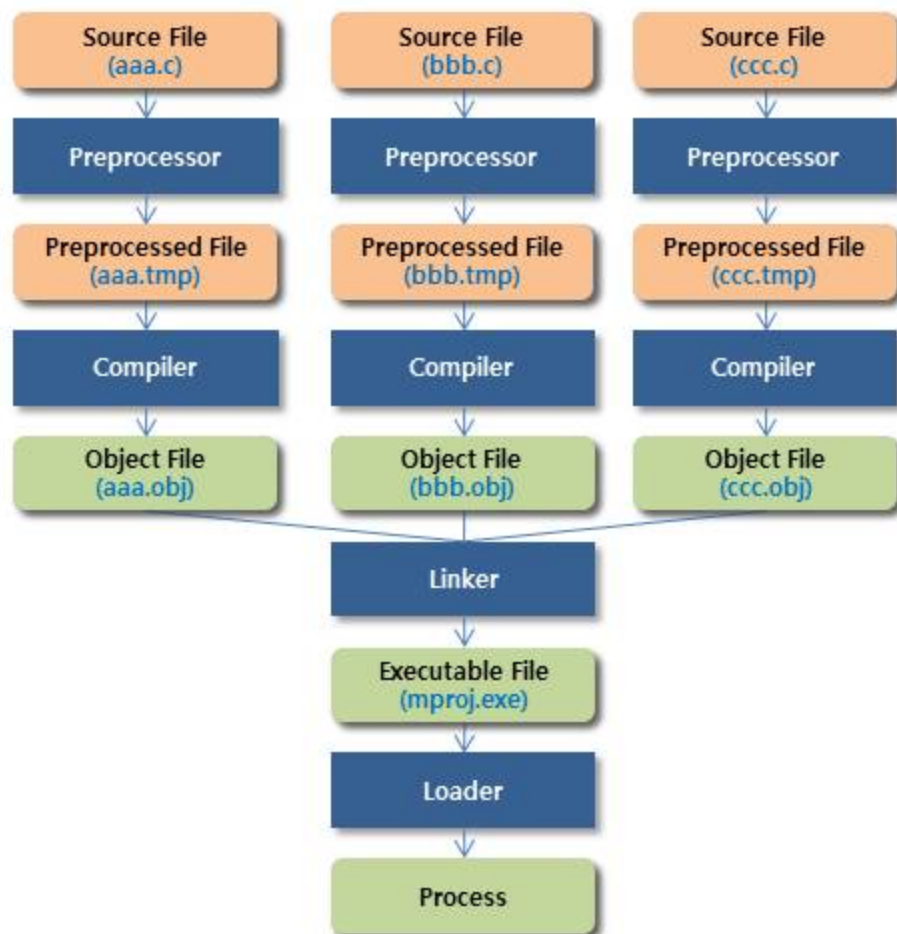 Source File
(aaa.c)
Source File
(bbb.c)
Source File
(ccc.c)
Preprocessor
Preprocessor
Preprocessor
Preprocessed File
(aaa.tmp)
Preprocessed File
(bbb.tmp)
Preprocessed File
(ccc.tmp)
Compiler
Compiler
Compiler
Object File
(aaa.obj)
Object File
(bbb.obj)
Object File
(ccc.obj)
Linker
Executable File
(mproj.exe)
Loader
Process